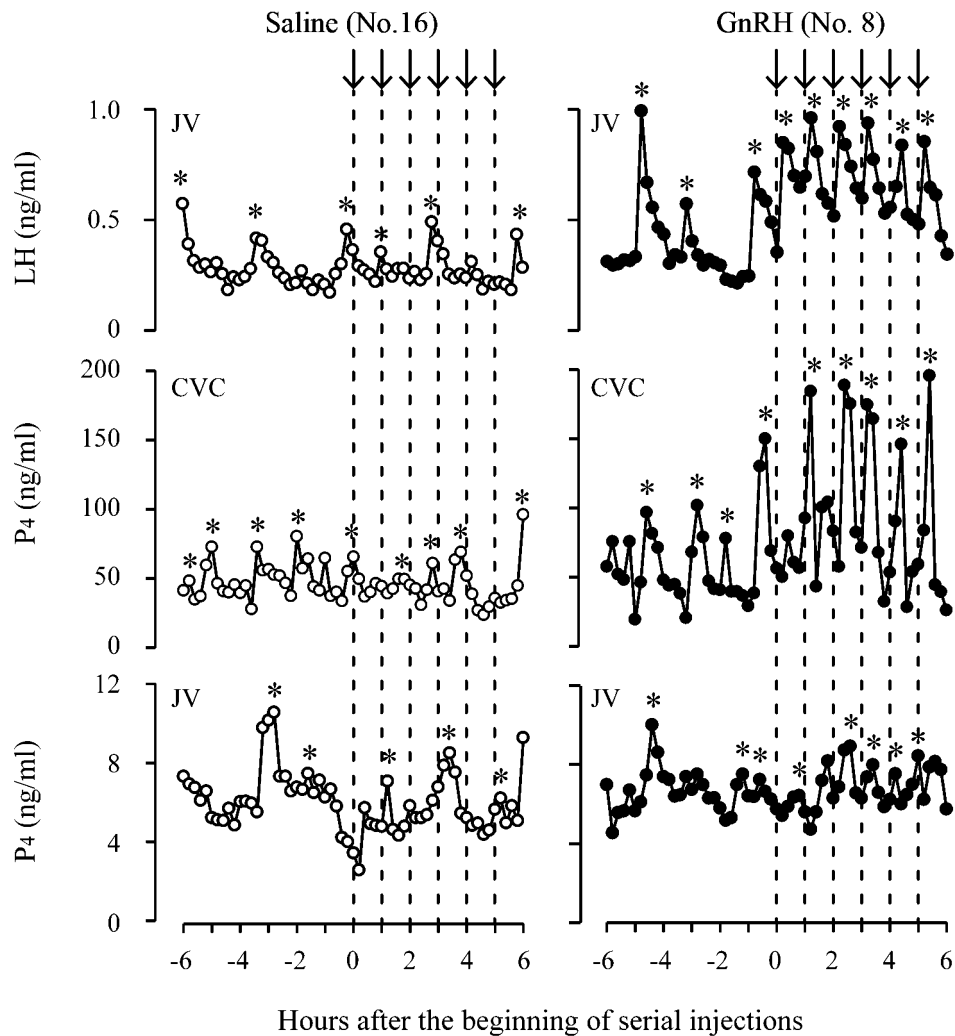 Saline (No.16)
GnRH (No. 8)
LH (ng/ml)
1.0
0.5
0
JV
* * * * * *
JV
* * * * * * * * *
P4 (ng/ml)
200
150
100
50
0
CVC
* * * * * * * * *
CVC
* * * * * * * * *
P4 (ng/ml)
12
8
4
0
JV
* * * * *
JV
* * * * * * * *
-6 -4 -2 0 2 4 6
-6 -4 -2 0 2 4 6
Hours after the beginning of serial injections